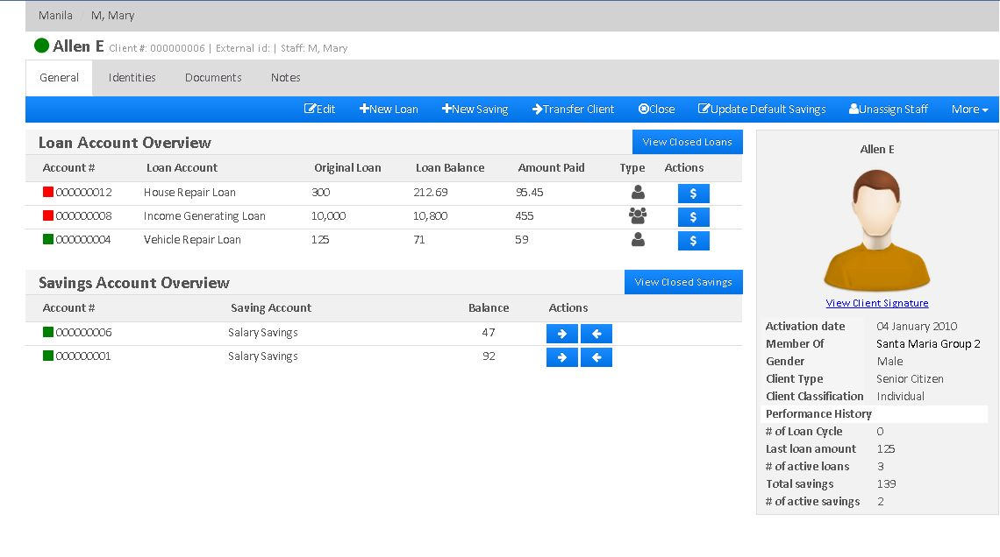 Manila / M, Mary
Allen E Client #: 000000006 | External id: | Staff: M, Mary
General Identities Documents Notes
Edit New Loan New Saving Transfer Client Close Update Default Savings Unassign Staff More
Loan Account Overview View Closed Loans
Account # Loan Account Original Loan Loan Balance Amount Paid Type Actions
000000012 House Repair Loan 300 212.69 95.45 $
000000008 Income Generating Loan 10,000 10,800 455 $
000000004 Vehicle Repair Loan 125 71 59 $
Savings Account Overview View Closed Savings
Account # Saving Account Balance Actions
000000006 Salary Savings 47
000000001 Salary Savings 92
Allen E
View Client Signature
Activation date 04 January 2010
Member Of Santa Maria Group 2
Gender Male
Client Type Senior Citizen
Client Classification Individual
Performance History
# of Loan Cycle 0
Last loan amount 125
# of active loans 3
Total savings 139
# of active savings 2